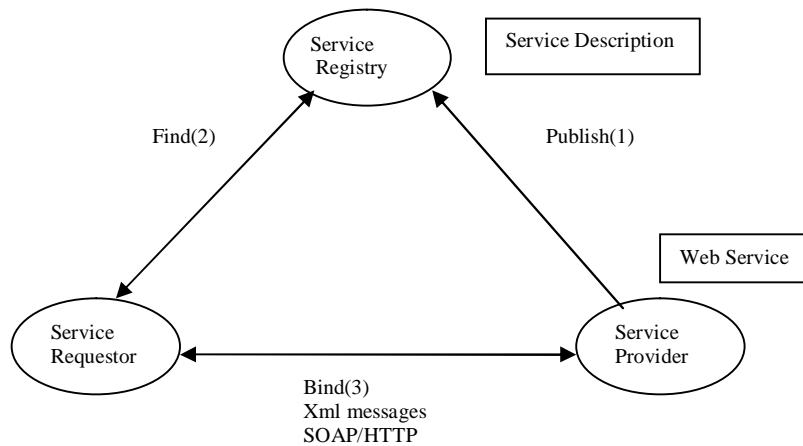 Service
Registry
Service Description
Find(2)
Publish(1)
Web Service
Service
Requestor
Service
Provider
Bind(3)
Xml messages
SOAP/HTTP